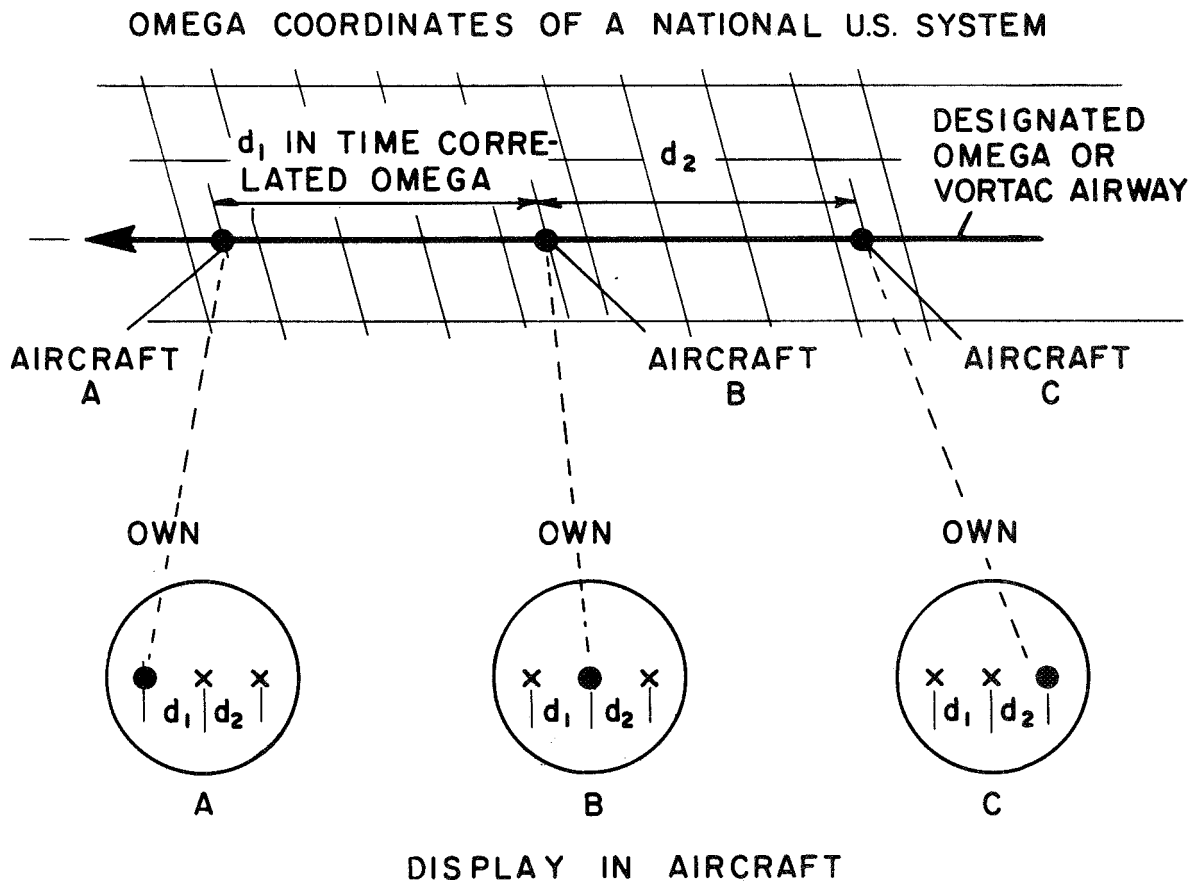 OMEGA COORDINATES OF A NATIONAL U.S. SYSTEM
d₁ IN TIME CORRE-
LATED OMEGA
d₂
DESIGNATED
OMEGA OR
VORTAC AIRWAY
AIRCRAFT
A
AIRCRAFT
B
AIRCRAFT
C
OWN
OWN
OWN
d₁ d₂
d₁ d₂
d₁ d₂
A
B
C
DISPLAY IN AIRCRAFT